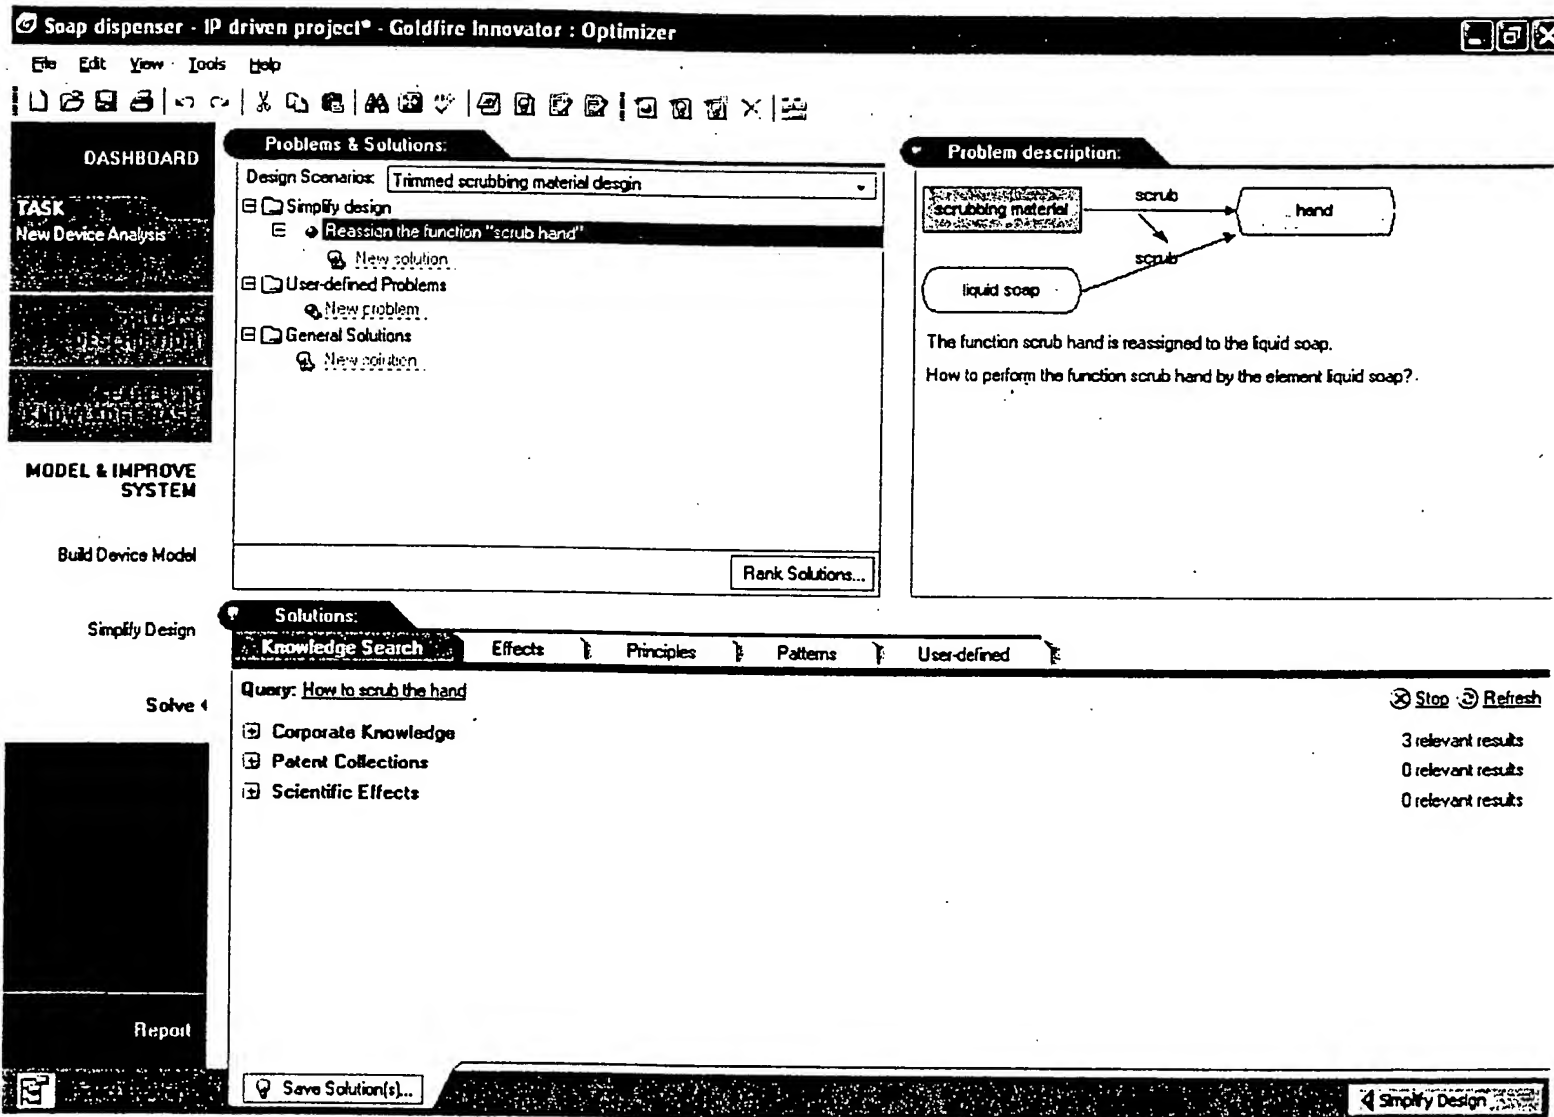 Soap dispenser - IP driven project* - Goldfire Innovator : Optimizer
File Edit View Tools Help
DASHBOARD
TASK
New Device Analysis
KNOWLEDGE BASE
MODEL & IMPROVE
SYSTEM
Build Device Model
Simplify Design
Solve
Report
Problems & Solutions:
Design Scenarios: Trimmed scrubbing material desgin
Simplify design
Reassign the function "scrub hand"
New solution
User-defined Problems
New problem
General Solutions
New solution
Rank Solutions...
Problem description:
scrubbing material
scrub
hand
scrub
liquid soap
The function scrub hand is reassigned to the liquid soap.
How to perform the function scrub hand by the element liquid soap?
Solutions:
Knowledge Search Effects Principles Patterns User-defined
Query: How to scrub the hand
Stop Refresh
Corporate Knowledge 3 relevant results
Patent Collections 0 relevant results
Scientific Effects 0 relevant results
Save Solution(s)...
Simplify Design